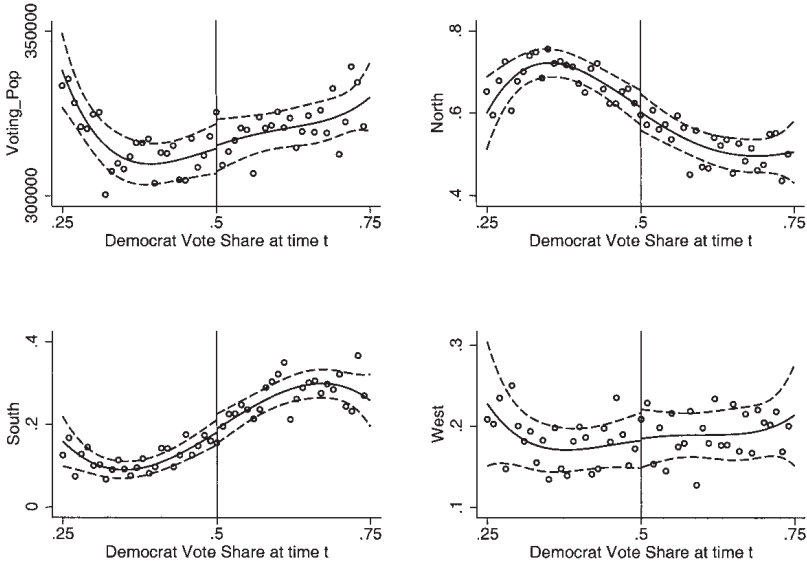 350000
Voting_Pop
300000
.25 .5 .75
Democrat Vote Share at time t
.8
North
.6
.4
.25 .5 .75
Democrat Vote Share at time t
.4
South
.2
0
.25 .5 .75
Democrat Vote Share at time t
.3
West
.2
.1
.25 .5 .75
Democrat Vote Share at time t